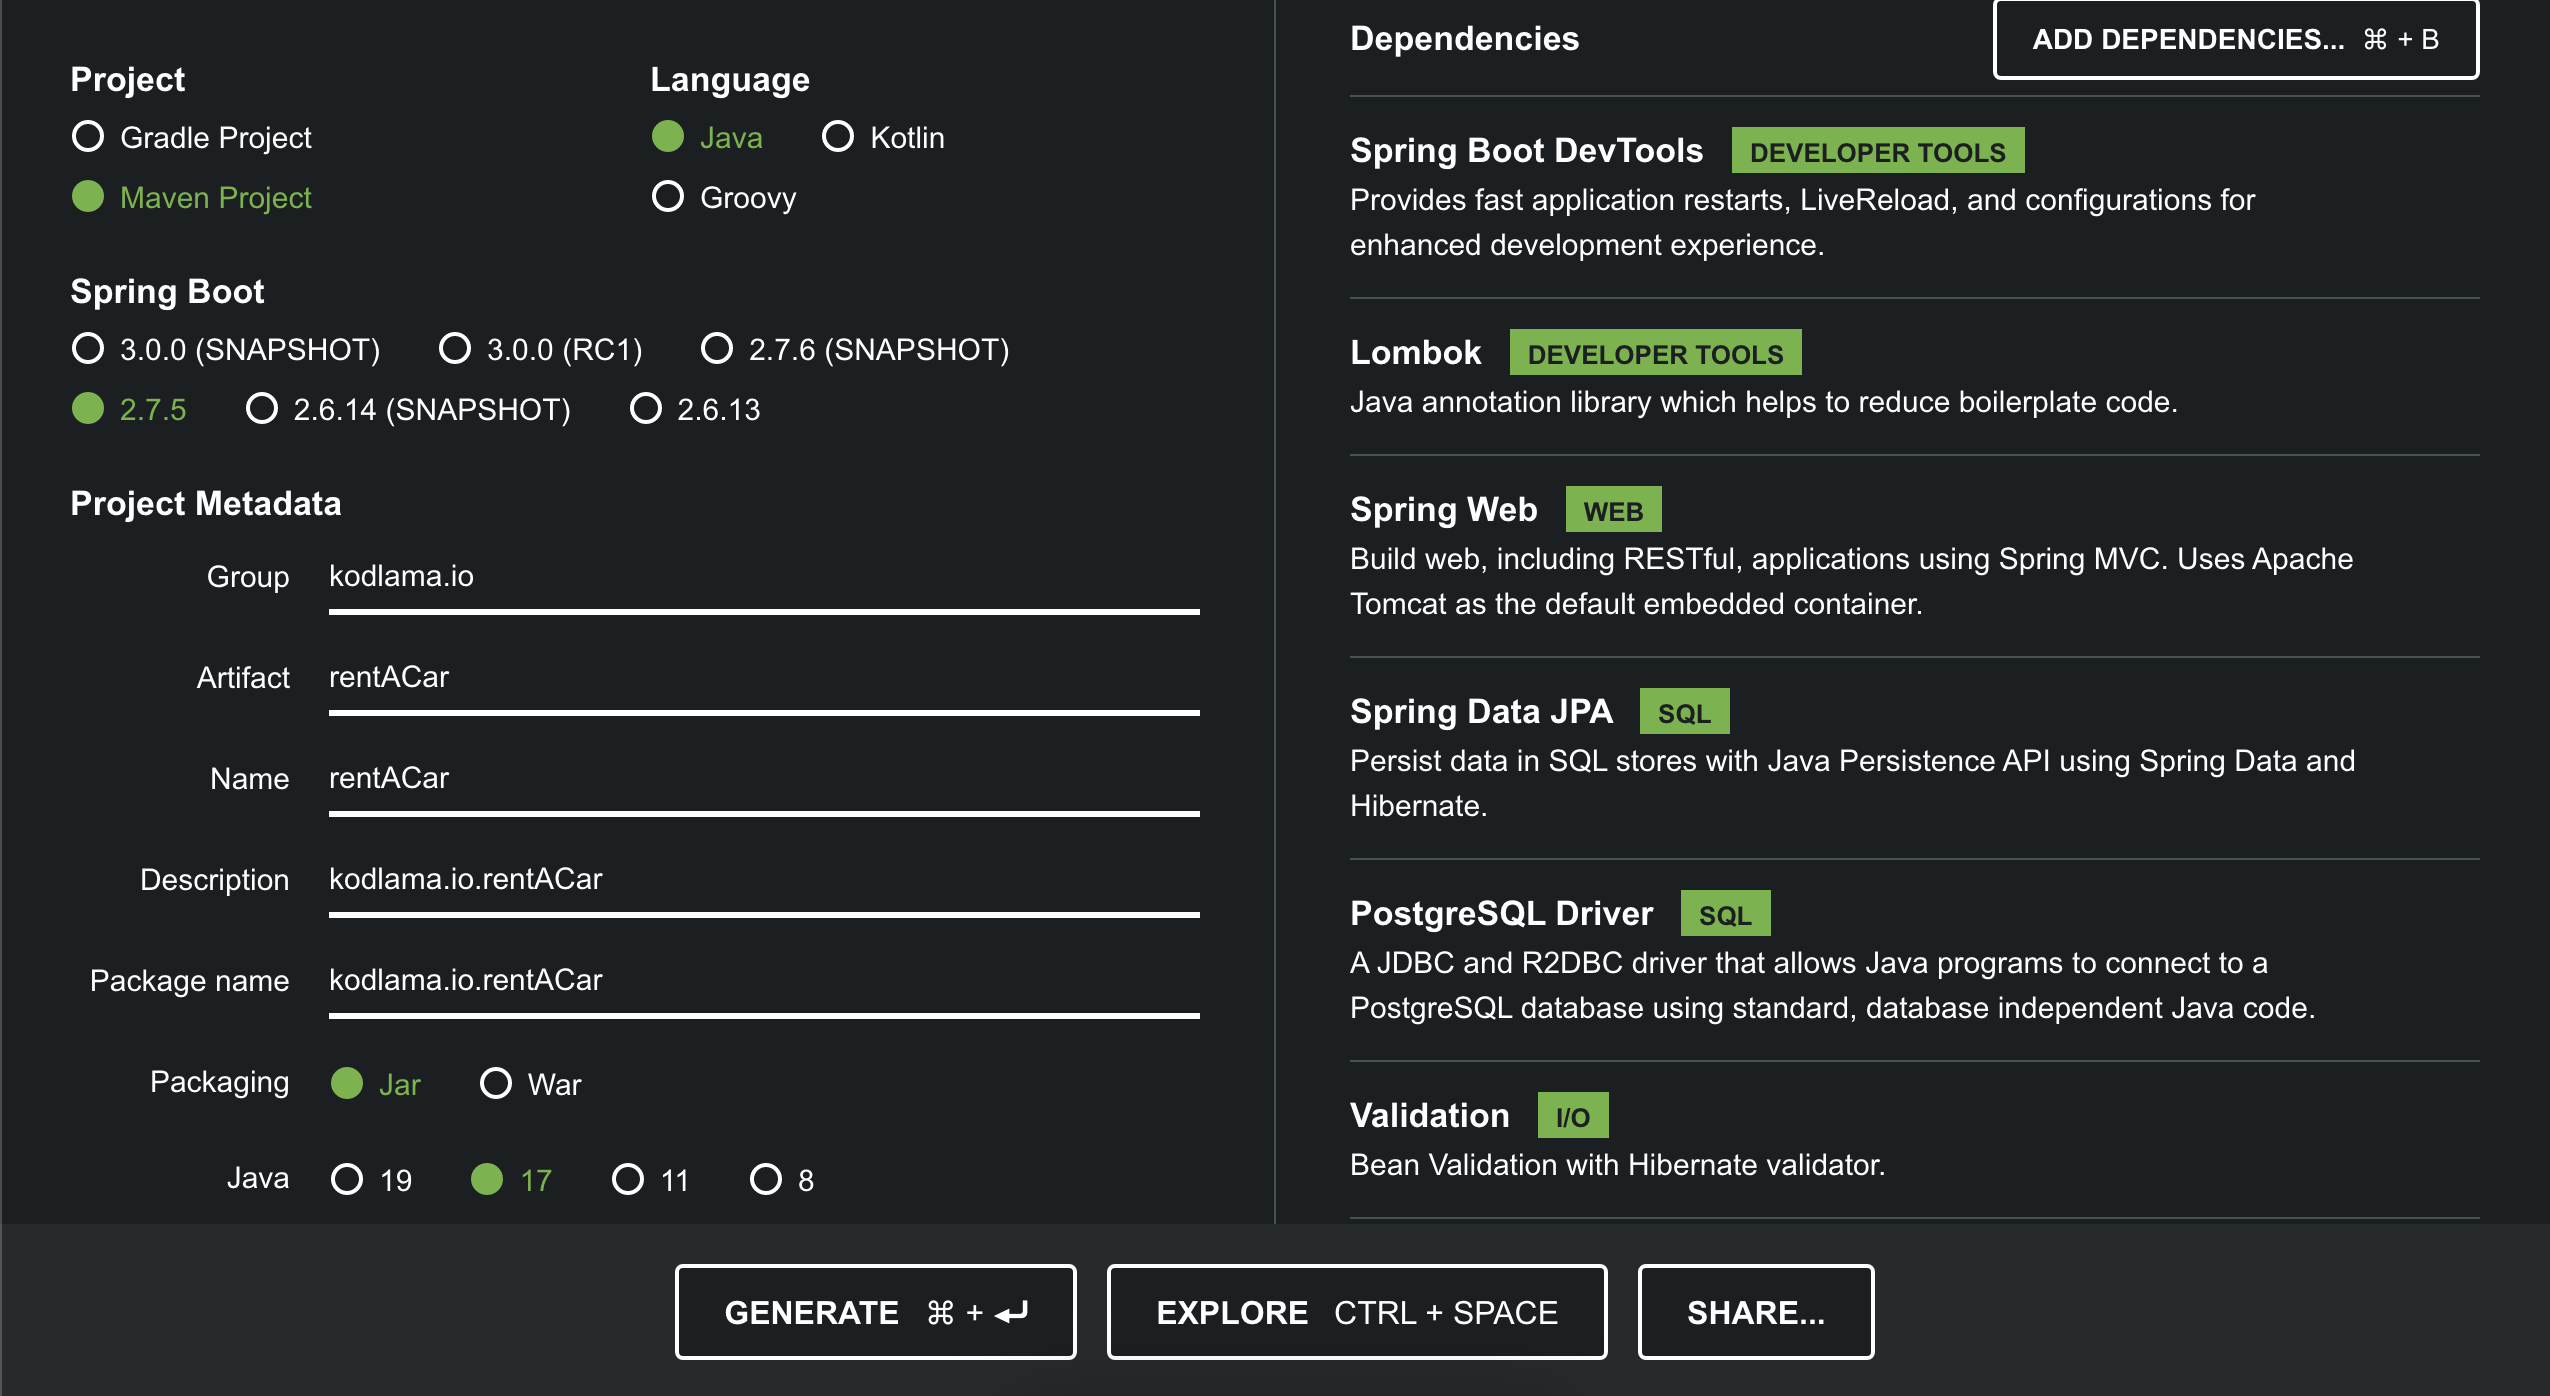 Project
Gradle Project
Maven Project
Language
Java Kotlin
Groovy
Spring Boot
3.0.0 (SNAPSHOT) 3.0.0 (RC1) 2.7.6 (SNAPSHOT)
2.7.5 2.6.14 (SNAPSHOT) 2.6.13
Project Metadata
Group kodlama.io
Artifact rentACar
Name rentACar
Description kodlama.io.rentACar
Package name kodlama.io.rentACar
Packaging Jar War
Java 19 17 11 8
Dependencies
ADD DEPENDENCIES... ⌘ + B
Spring Boot DevTools DEVELOPER TOOLS
Provides fast application restarts, LiveReload, and configurations for
enhanced development experience.
Lombok DEVELOPER TOOLS
Java annotation library which helps to reduce boilerplate code.
Spring Web WEB
Build web, including RESTful, applications using Spring MVC. Uses Apache
Tomcat as the default embedded container.
Spring Data JPA SQL
Persist data in SQL stores with Java Persistence API using Spring Data and
Hibernate.
PostgreSQL Driver SQL
A JDBC and R2DBC driver that allows Java programs to connect to a
PostgreSQL database using standard, database independent Java code.
Validation I/O
Bean Validation with Hibernate validator.
GENERATE ⌘ + ⏎
EXPLORE CTRL + SPACE
SHARE...